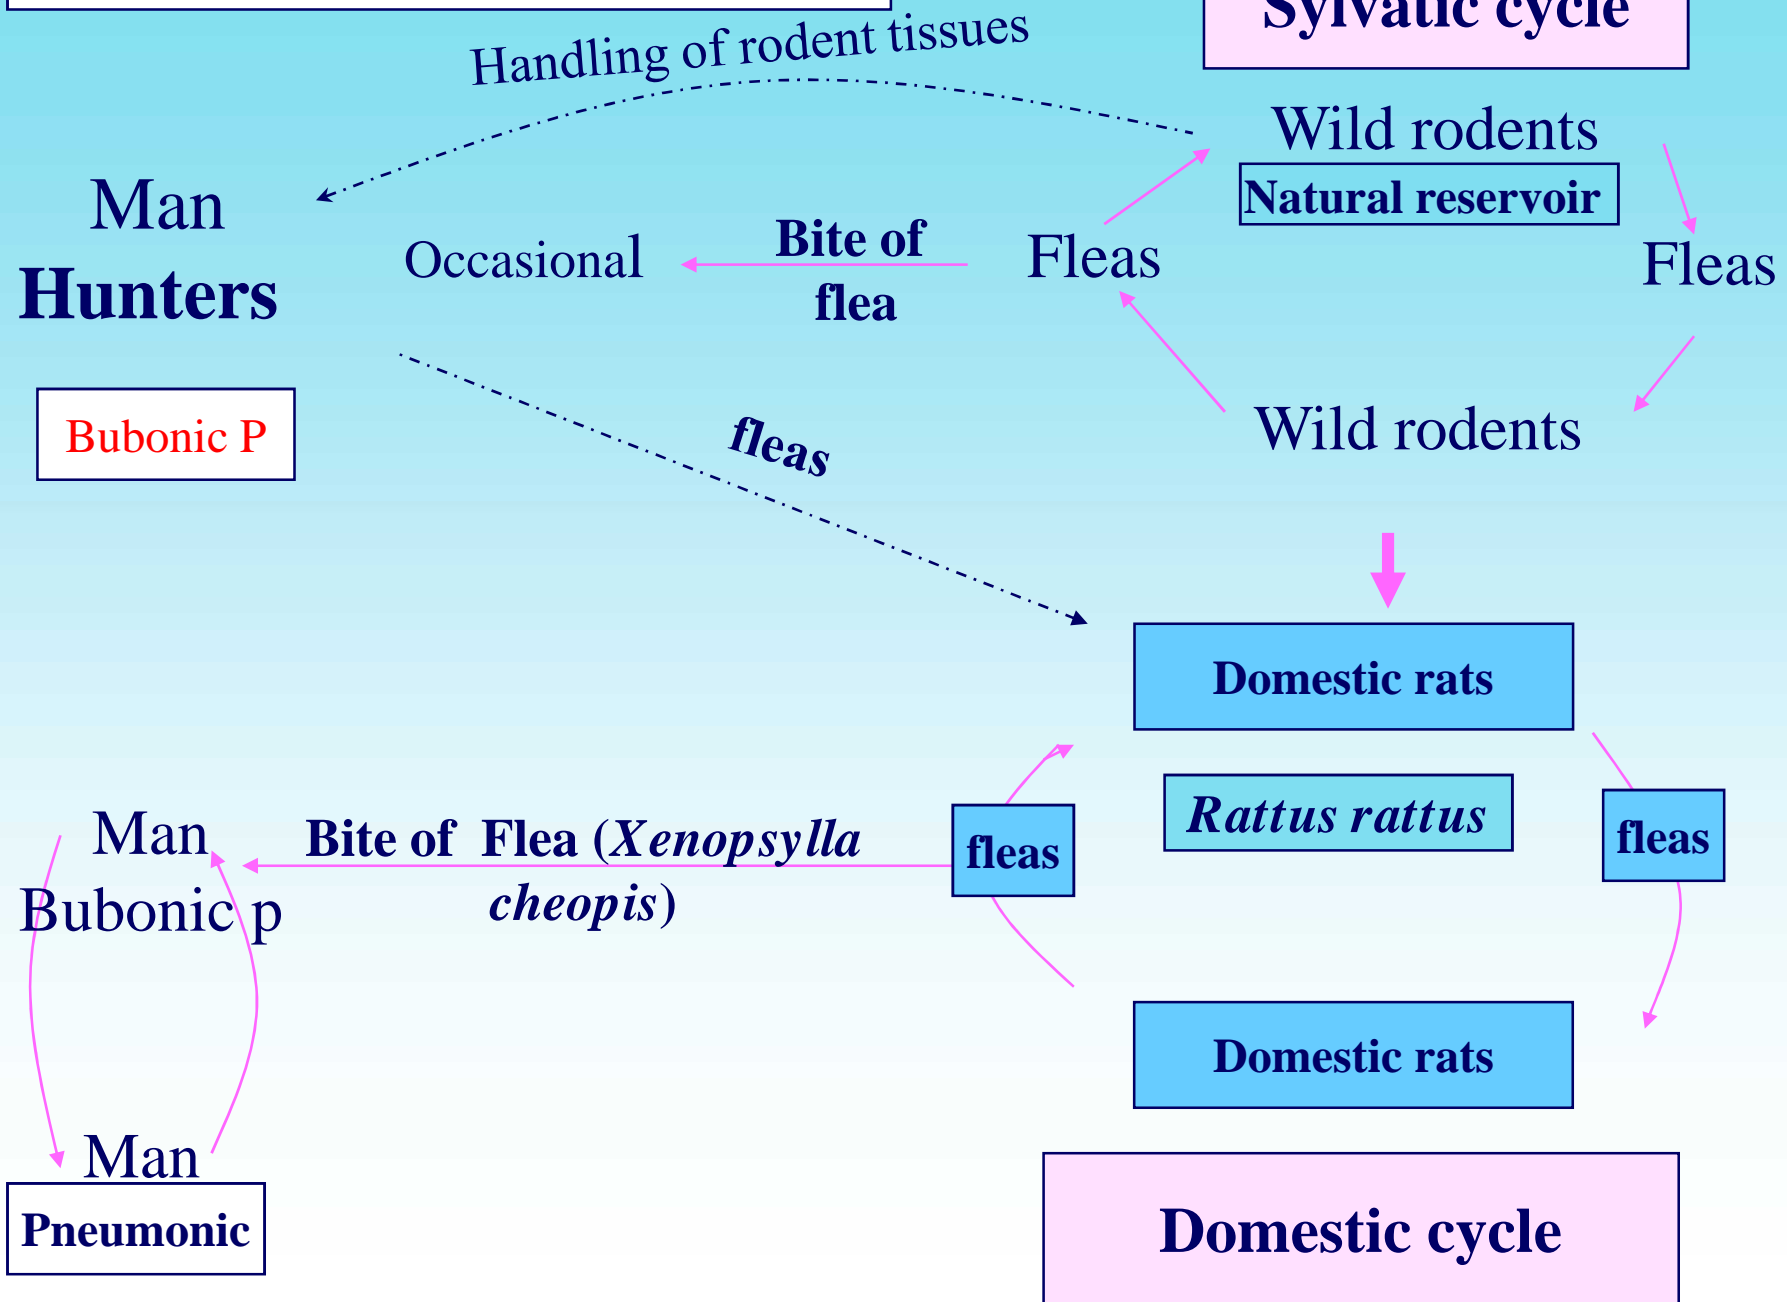 Sylvatic cycle
Handling of rodent tissues
Wild rodents
Natural reservoir
Man
Hunters
Occasional
Bite of
flea
Fleas
Fleas
Bubonic P
fleas
Wild rodents
Domestic rats
Rattus rattus
fleas
fleas
Man
Bubonic p
Bite of  Flea (Xenopsylla
cheopis)
Domestic rats
Man
Pneumonic
Domestic cycle